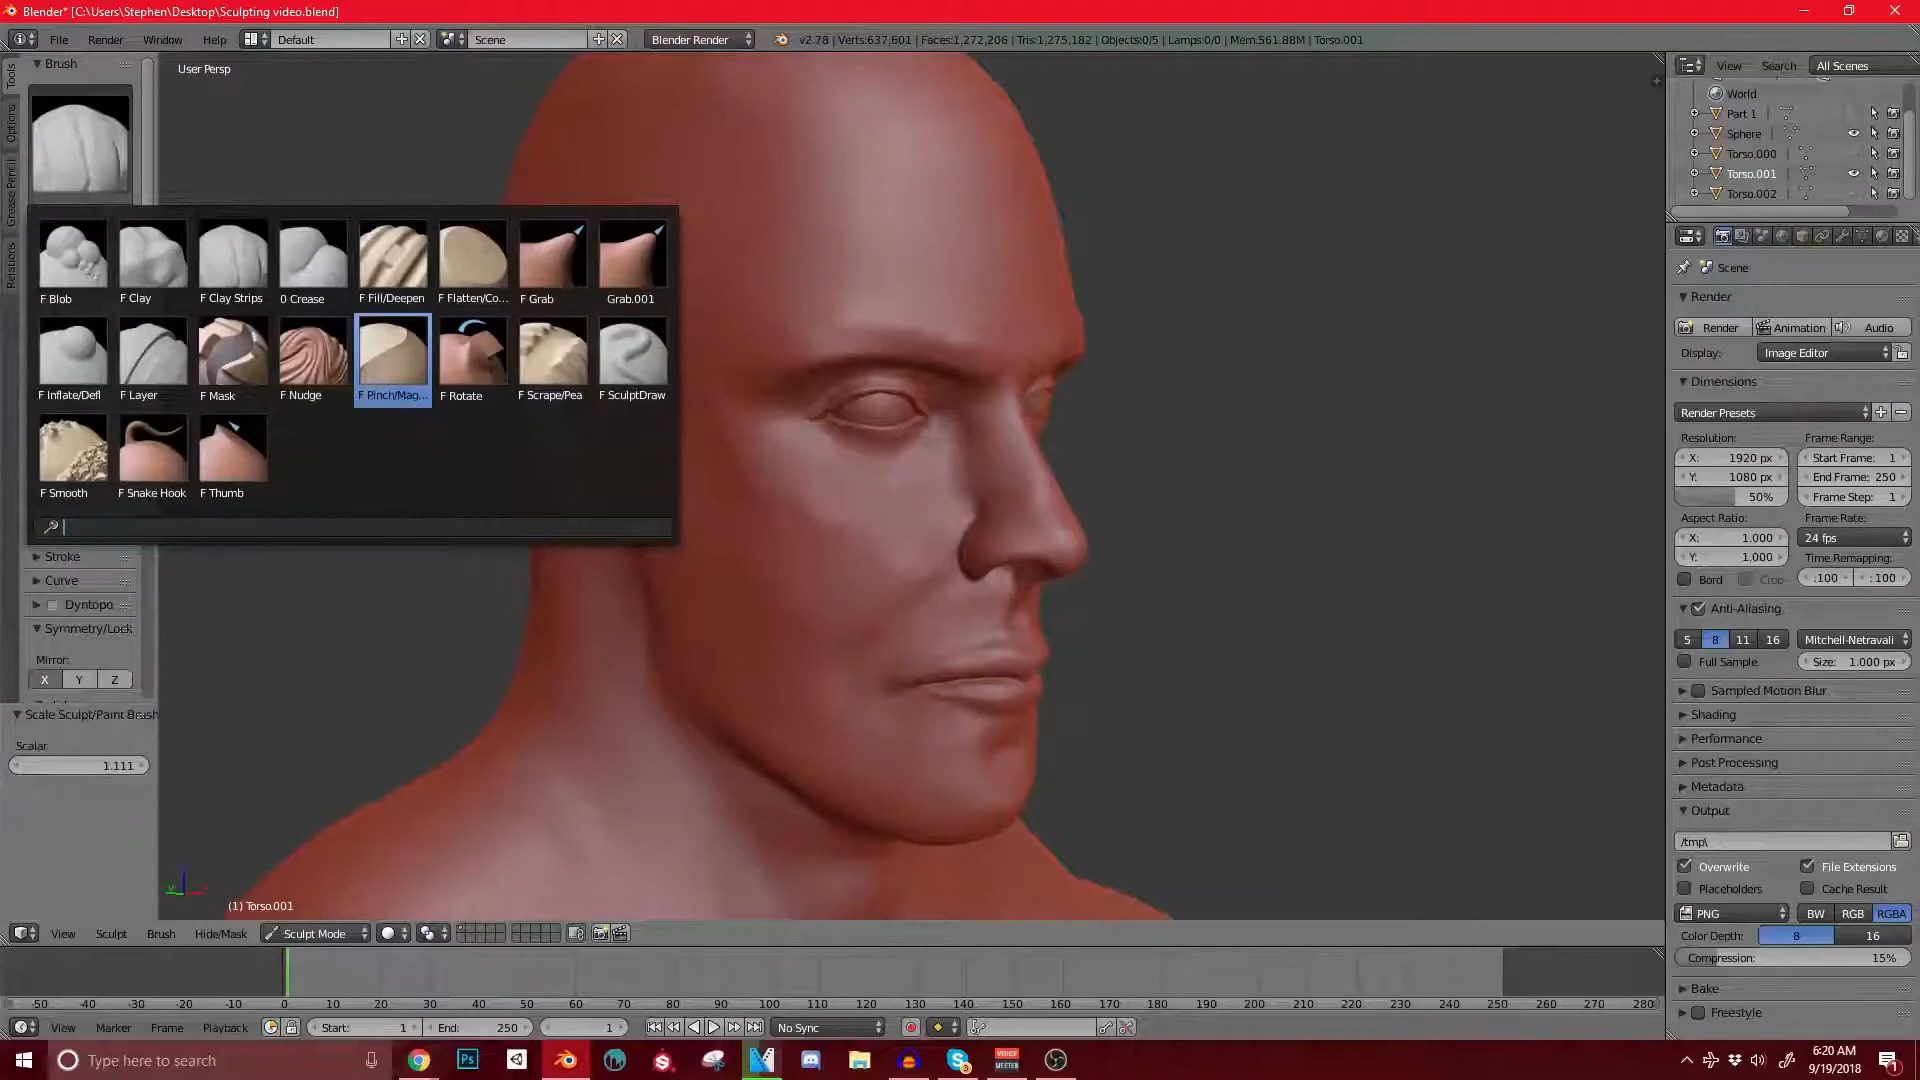 Blender* [C:\Users\Stephen\Desktop\Sculpting video.blend]
File Render Window Help Default Scene Blender Render v2.78 | Verts:637,601 | Faces:1,272,206 | Tris:1,275,182 | Objects:0/5 | Lamps:0/0 | Mem:561.88M | Torso.001
Tools
Options
Grease Pencil
Relations
Brush
User Persp
F Blob F Clay F Clay Strips 0 Crease F Fill/Deepen F Flatten/Co... F Grab Grab.001
F Inflate/Defl F Layer F Mask F Nudge F Pinch/Mag... F Rotate F Scrape/Pea F SculptDraw
F Smooth F Snake Hook F Thumb
Stroke
Curve
Dyntopo
Symmetry/Lock
Mirror:
X Y Z
Scale Sculpt/Paint Brush
Scalar
1.111
(1) Torso.001
View Sculpt Brush Hide/Mask Sculpt Mode
-50 -40 -30 -20 -10 0 10 20 30 40 50 60 70 80 90 100 110 120 130 140 150 160 170 180 190 200 210 220 230 240 250 260 270 280
View Marker Frame Playback Start: 1 End: 250 1 No Sync
View Search All Scenes
World
Part 1
Sphere
Torso.000
Torso.001
Torso.002
Scene
Render
Render Animation Audio
Display: Image Editor
Dimensions
Render Presets
Resolution: Frame Range:
X: 1920 px Start Frame: 1
Y: 1080 px End Frame: 250
50% Frame Step: 1
Aspect Ratio: Frame Rate:
X: 1.000 24 fps
Y: 1.000 Time Remapping:
Bord Crop :100 : 100
Anti-Aliasing
5 8 11 16 Mitchell-Netravali
Full Sample Size: 1.000 px
Sampled Motion Blur
Shading
Performance
Post Processing
Metadata
Output
/tmp\
Overwrite File Extensions
Placeholders Cache Result
PNG BW RGB RGBA
Color Depth: 8 16
Compression: 15%
Bake
Freestyle
Type here to search
6:20 AM
9/19/2018